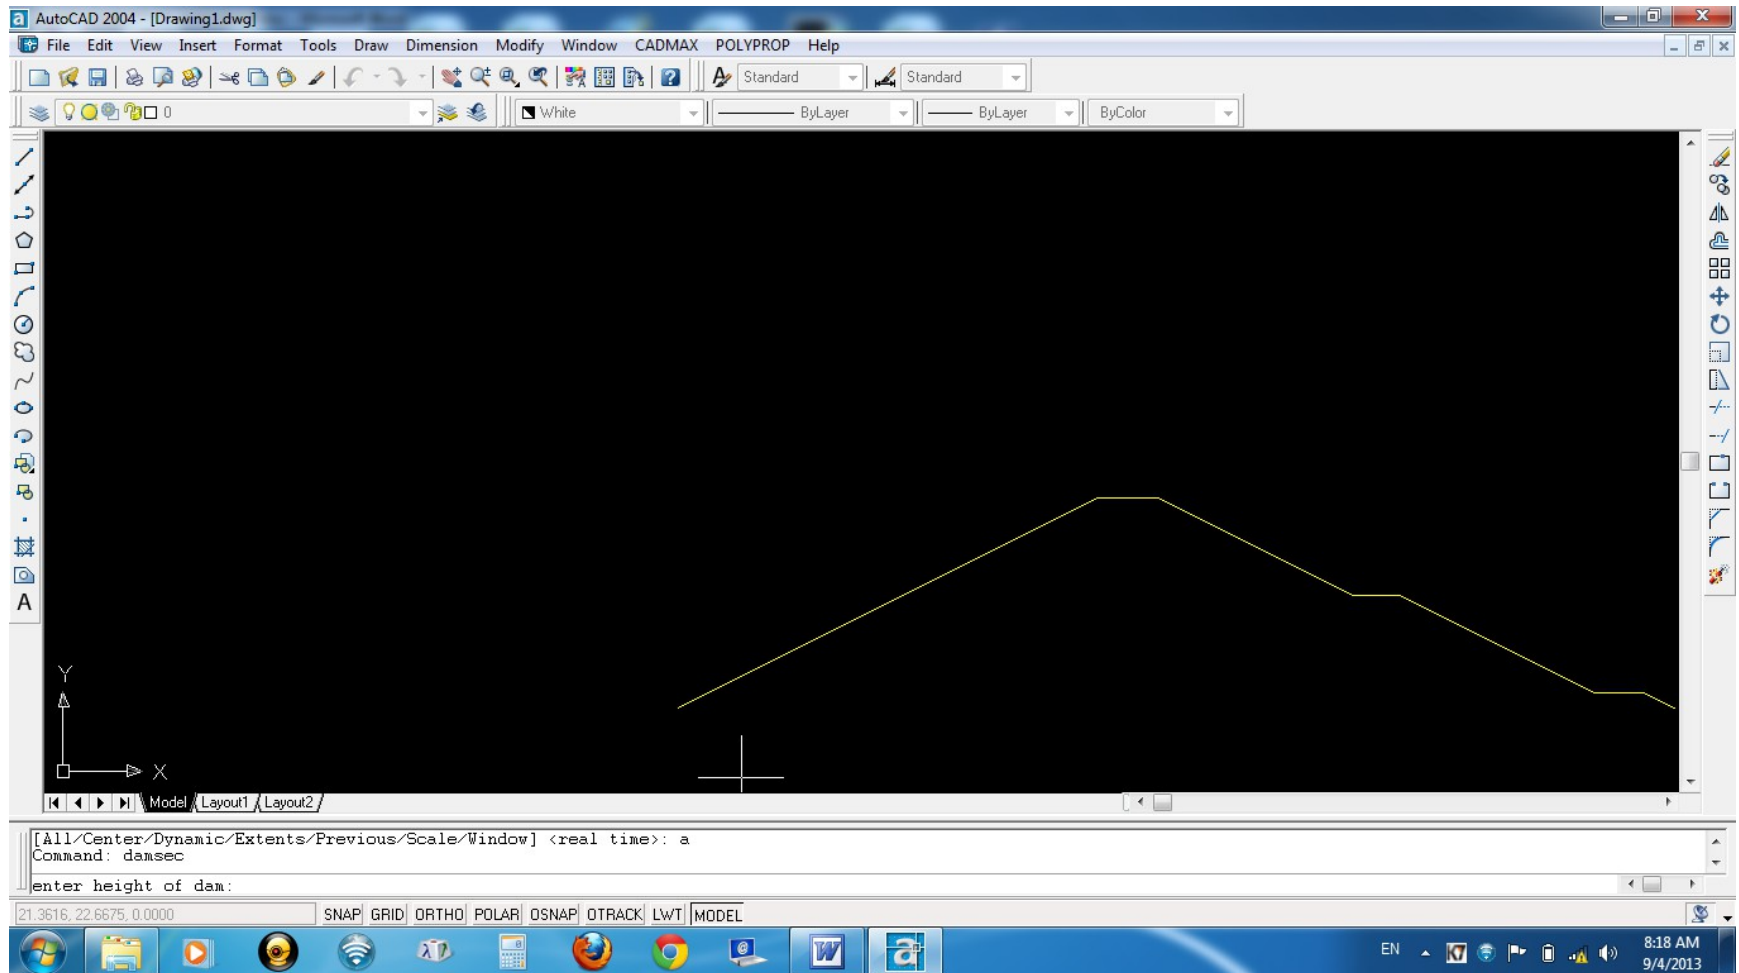 AutoCAD 2004 - [Drawing1.dwg]
File Edit View Insert Format Tools Draw Dimension Modify Window CADMAX POLYPROP Help
Standard Standard
0 White ByLayer ByLayer ByColor
A
Y
X
Model Layout1 Layout2
[All/Center/Dynamic/Extents/Previous/Scale/Window] <real time>: a
Command: damsec
enter height of dam:
21.3616, 22.6675, 0.0000 SNAP GRID ORTHO POLAR OSNAP OTRACK LWT MODEL
EN 8:18 AM
9/4/2013